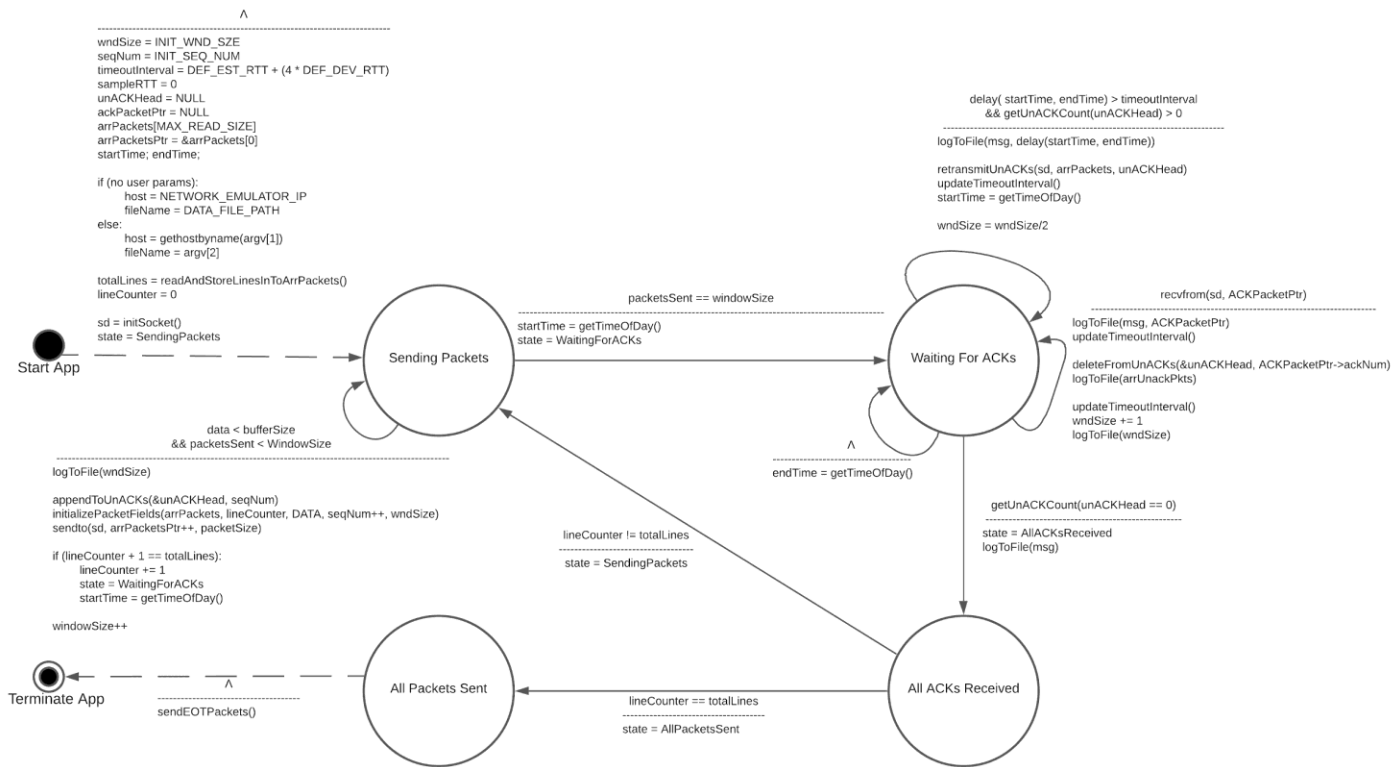 Λ
wndSize = INIT_WND_SZE
seqNum = INIT_SEQ_NUM
timeoutInterval = DEF_EST_RTT + (4 * DEF_DEV_RTT)
sampleRTT = 0
unACKHead = NULL
ackPacketPtr = NULL
arrPackets[MAX_READ_SIZE]
arrPacketsPtr = &arrPackets[0]
startTime; endTime;
if (no user params):
host = NETWORK_EMULATOR_IP
fileName = DATA_FILE_PATH
else:
host = gethostbyname(argv[1])
fileName = argv[2]
totalLines = readAndStoreLinesInToArrPackets()
lineCounter = 0
sd = initSocket()
state = SendingPackets
Start App
Sending Packets
packetsSent == windowSize
startTime = getTimeOfDay()
state = WaitingForACKs
delay( startTime, endTime) > timeoutInterval
&& getUnACKCount(unACKHead) > 0
logToFile(msg, delay(startTime, endTime))
retransmitUnACKs(sd, arrPackets, unACKHead)
updateTimeoutInterval()
startTime = getTimeOfDay()
wndSize = wndSize/2
Waiting For ACKs
recvfrom(sd, ACKPacketPtr)
logToFile(msg, ACKPacketPtr)
updateTimeoutInterval()
deleteFromUnACKs(&unACKHead, ACKPacketPtr->ackNum)
logToFile(arrUnackPkts)
updateTimeoutInterval()
wndSize += 1
logToFile(wndSize)
Λ
endTime = getTimeOfDay()
data < bufferSize
&& packetsSent < WindowSize
logToFile(wndSize)
appendToUnACKs(&unACKHead, seqNum)
initializePacketFields(arrPackets, lineCounter, DATA, seqNum++, wndSize)
sendto(sd, arrPacketsPtr++, packetSize)
if (lineCounter + 1 == totalLines):
lineCounter += 1
state = WaitingForACKs
startTime = getTimeOfDay()
windowSize++
getUnACKCount(unACKHead == 0)
state = AllACKsReceived
logToFile(msg)
lineCounter != totalLines
state = SendingPackets
All ACKs Received
lineCounter == totalLines
state = AllPacketsSent
All Packets Sent
Λ
sendEOTPackets()
Terminate App